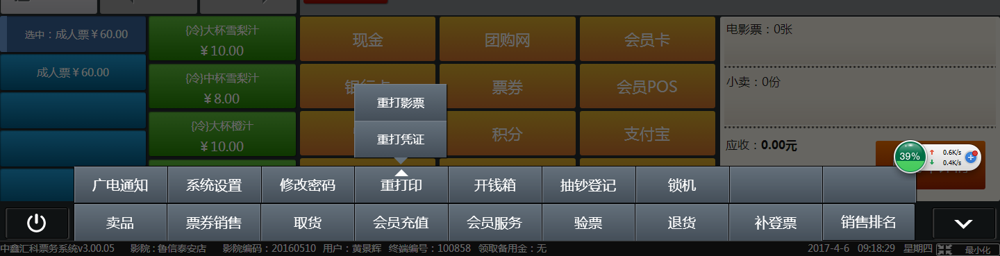 选中：成人票￥60.00
成人票￥60.00
{冷}大杯雪梨汁
￥10.00
{冷}中杯雪梨汁
￥8.00
{冷}大杯橙汁
￥10.00
现金
团购网
会员卡
票券
会员POS
积分
支付宝
重打影票
重打凭证
电影票：0张
小卖：0份
应收：0.00元
39%
0.6K/s
0.4K/s
广电通知
系统设置
修改密码
重打印
开钱箱
抽钞登记
锁机
卖品
票券销售
取货
会员充值
会员服务
验票
退货
补登票
销售排名
中鑫汇科票务系统v3.00.05 影院：鲁信泰安店 影院编码：20160510 用户：黄景辉 终端编号：100858 领取备用金：无 2017-4-6 09:18:29 星期四 最小化